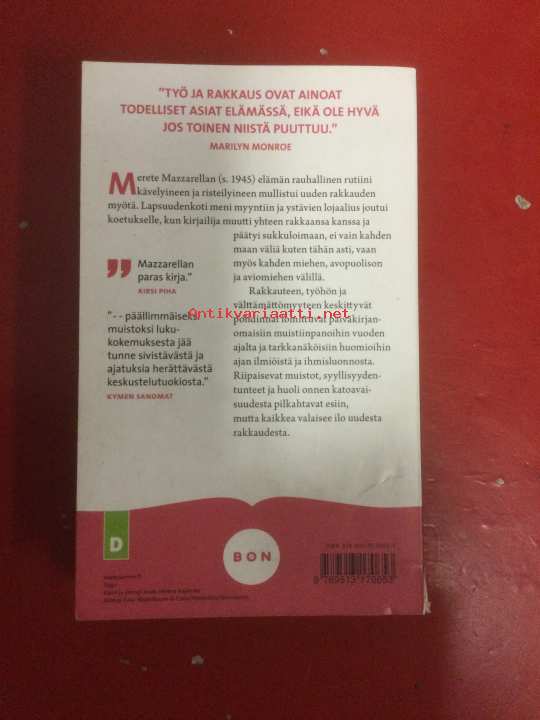 "TYÖ JA RAKKAUS OVAT AINOAT
TODELLISET ASIAT ELÄMÄSSÄ, EIKÄ OLE HYVÄ
JOS TOINEN NIISTÄ PUUTTUU."
MARILYN MONROE
Merete Mazzarellan (s. 1945) elämän rauhallinen rutiini
kävelyineen ja risteilyineen mullistui uuden rakkauden
myötä. Lapsuudenkoti meni myyntiin ja ystävien lojaalius joutui
koetukselle, kun kirjailija muutti yhteen rakkaansa kanssa ja
päätyi sukkuloimaan, ei vain kahden
maan väliä kuten tähän asti, vaan
myös kahden miehen, avopuolison
ja aviomiehen välillä.
Rakkauteen, työhön ja
välttämättömyyteen keskittyvät
pohdinnat lomittuvat päiväkirjan-
omaisiin muistiinpanoihin vuoden
ajalta ja tarkkanäköisiin huomioihin
ajan ilmiöistä ja ihmisluonnosta.
Riipaisevat muistot, syyllisyyden-
tunteet ja huoli onnen katoavai-
suudesta pilkahtavat esiin,
mutta kaikkea valaisee ilo uudesta
rakkaudesta.
Mazzarellan
paras kirja."
KIRSI PIHA
"- - päällimmäiseksi
muistoksi luku-
kokemuksesta jää
tunne sivistävästä ja
ajatuksia herättävästä
keskustelutuokiosta."
KYMEN SANOMAT
Antikvariaatti.net
D
BON